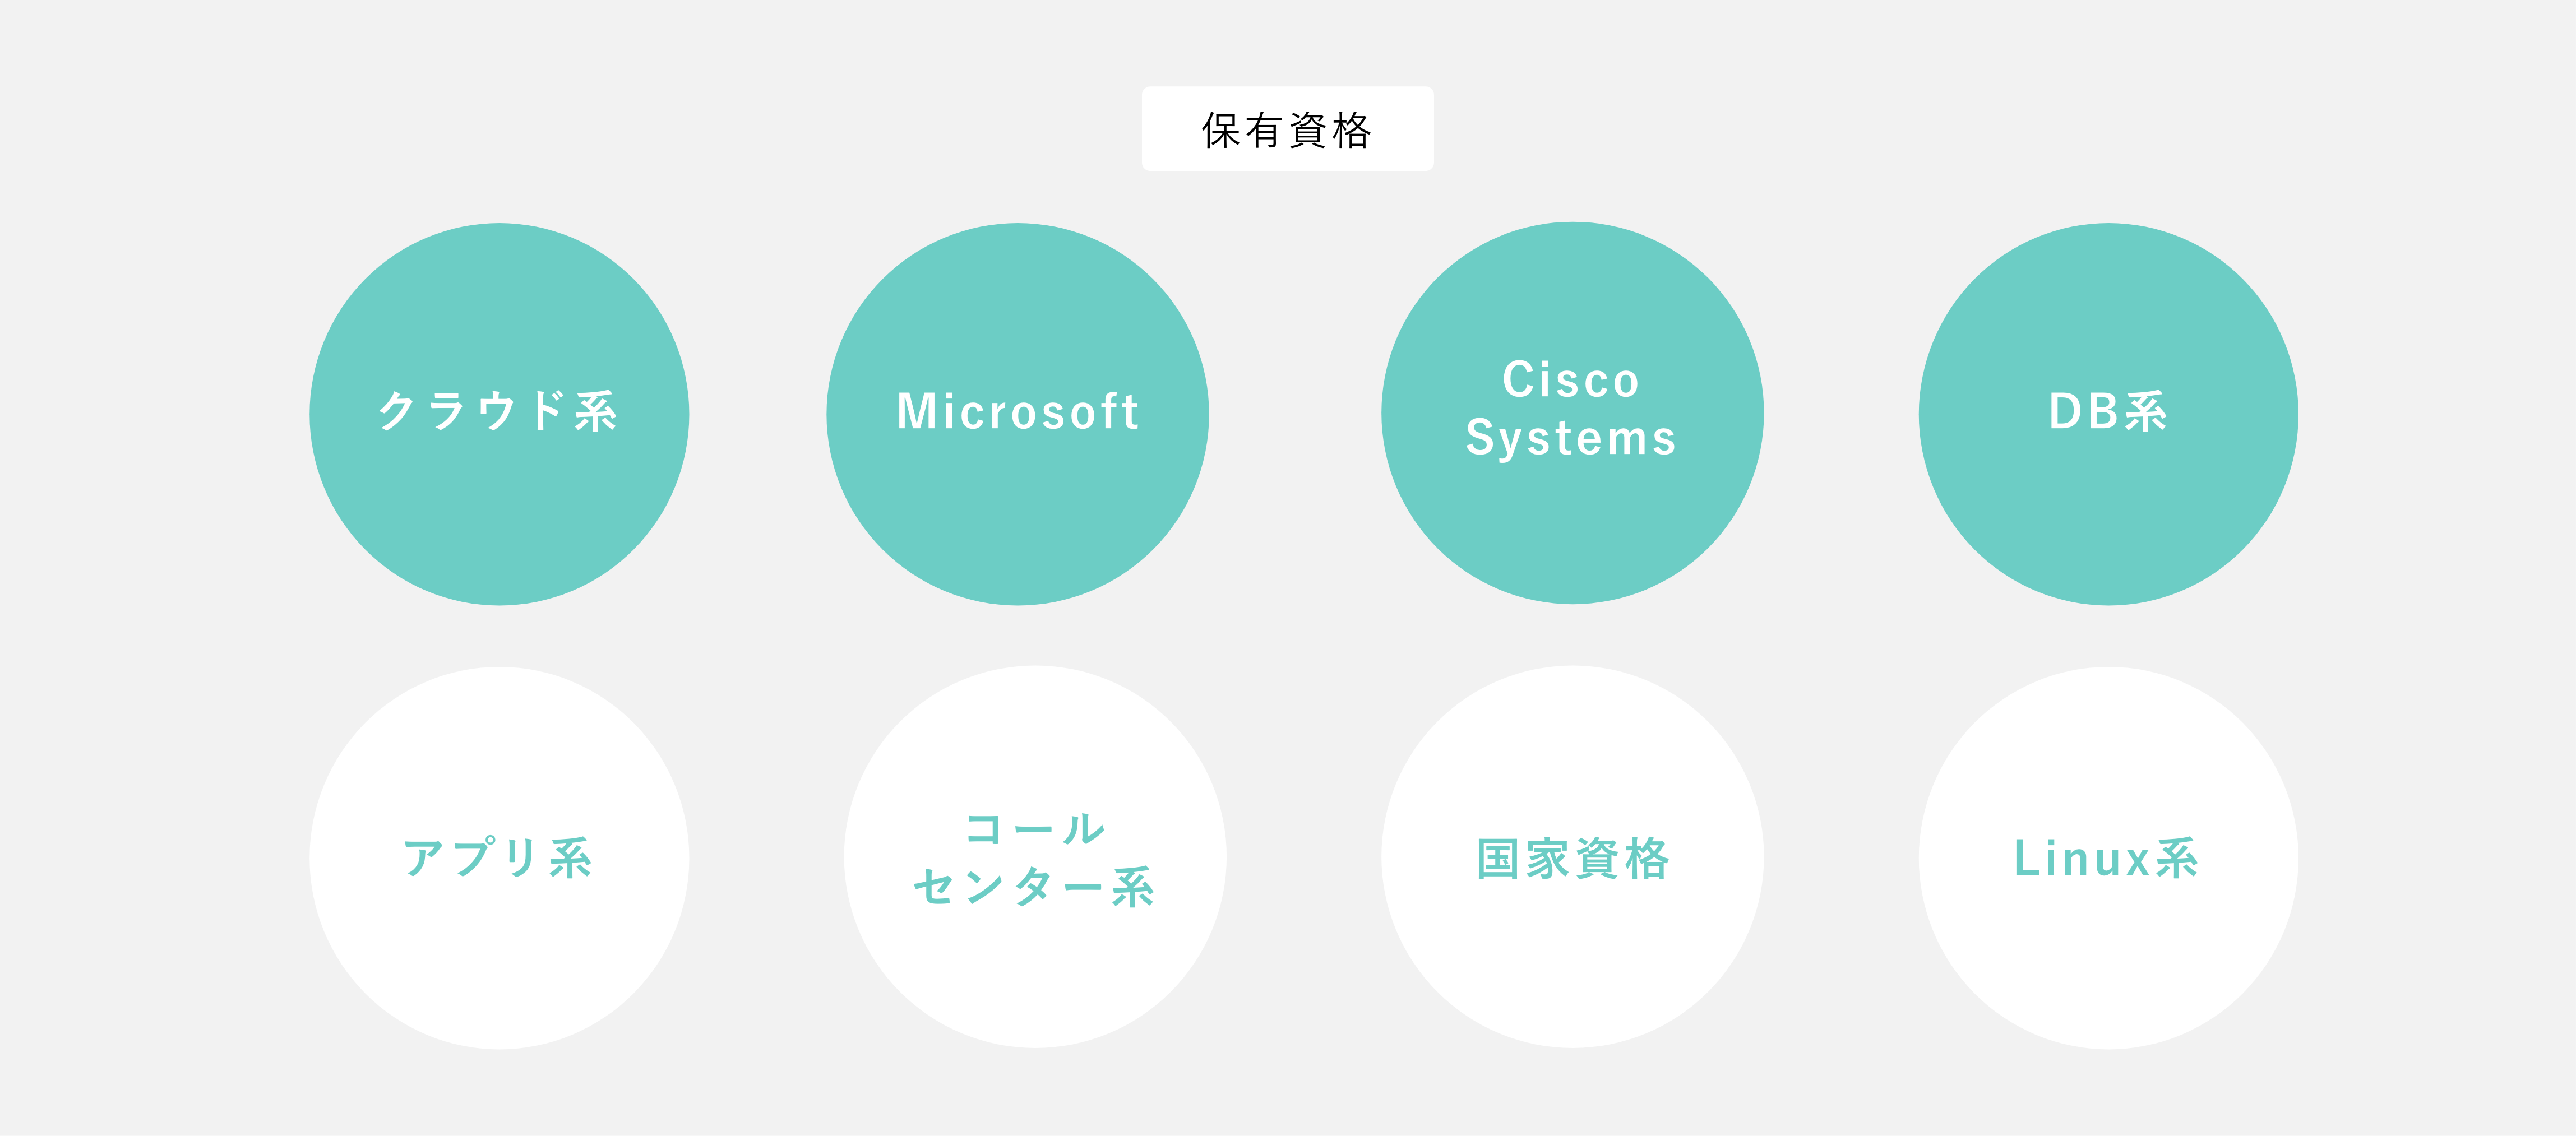 保有資格
クラウド系
Microsoft
Cisco
Systems
DB系
アプリ系
コール
センター系
国家資格
Linux系